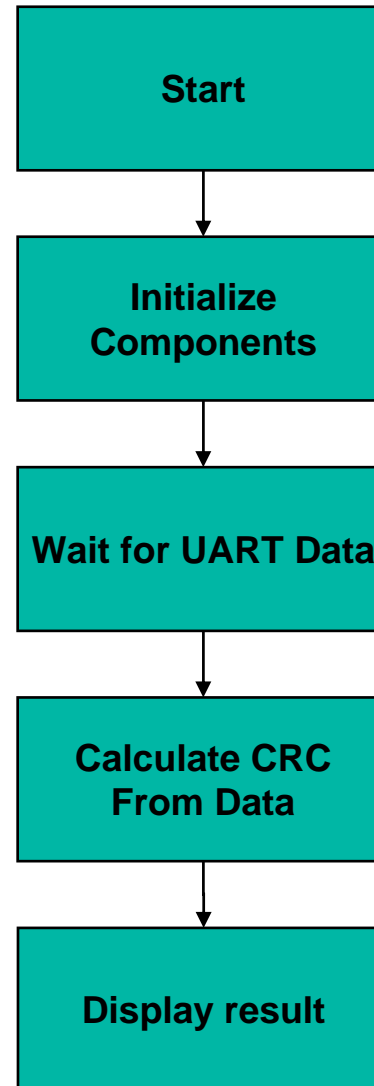 Start
Initialize
Components
Wait for UART Data
Calculate CRC
From Data
Display result